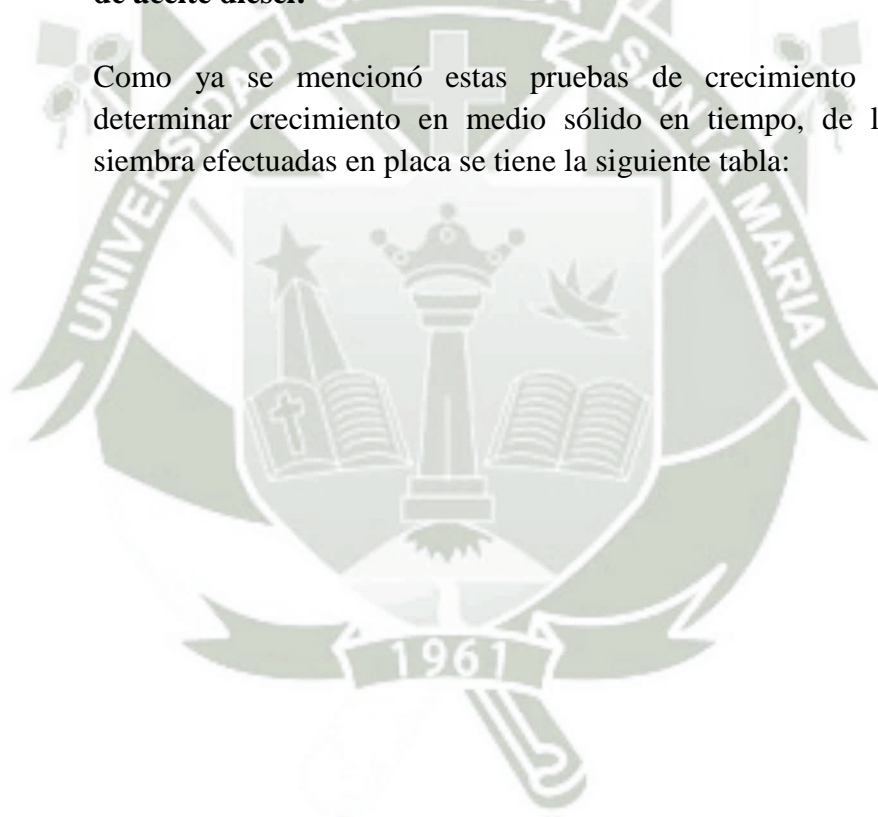 de aceite diesel.
Como ya se mencionó estas pruebas de crecimiento
determinar crecimiento en medio sólido en tiempo, de
siembra efectuadas en placa se tiene la siguiente tabla:
UNIVERSIDAD
SANTA MARIA
1961